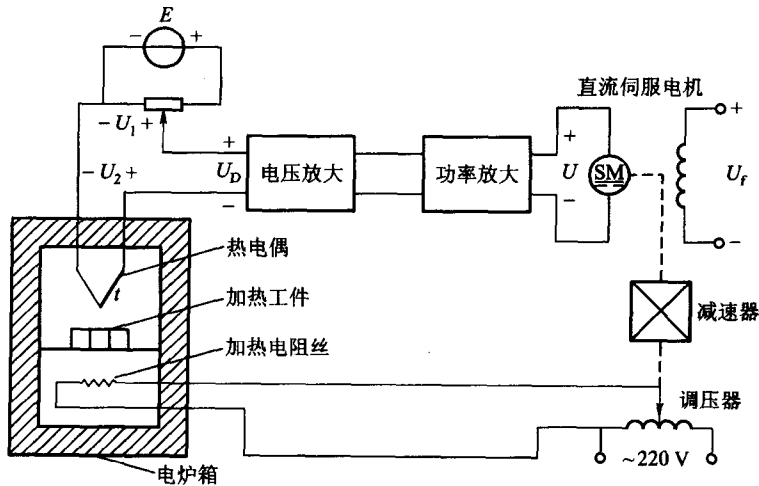 E
− +
− U₁ +
直流伺服电机
+
− U₂ +
+
U_D
−
电压放大
功率放大
+
U
−
SM
U_f
−
热电偶
t
加热工件
减速器
加热电阻丝
调压器
~220 V
电炉箱